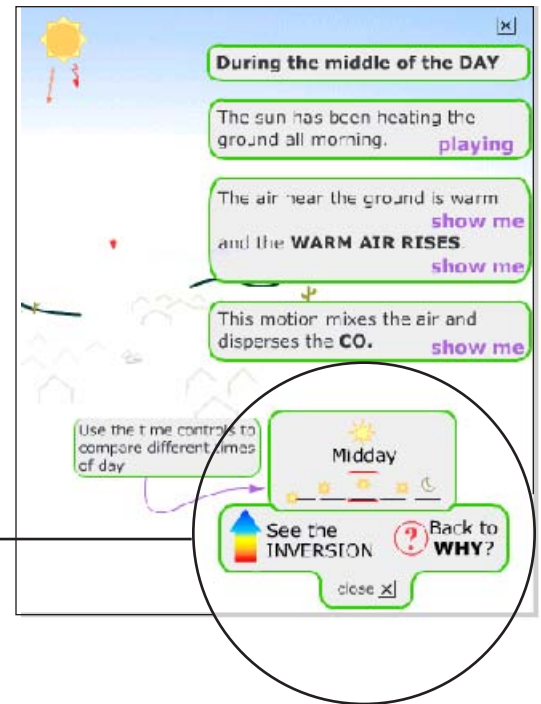 During the middle of the DAY
The sun has been heating the
ground all morning.
playing
The air near the ground is warm
show me
and the WARM AIR RISES.
show me
This motion mixes the air and
disperses the CO.
show me
Use the time controls to
compare different times
of day
Midday
See the
INVERSION
? Back to
WHY?
close x